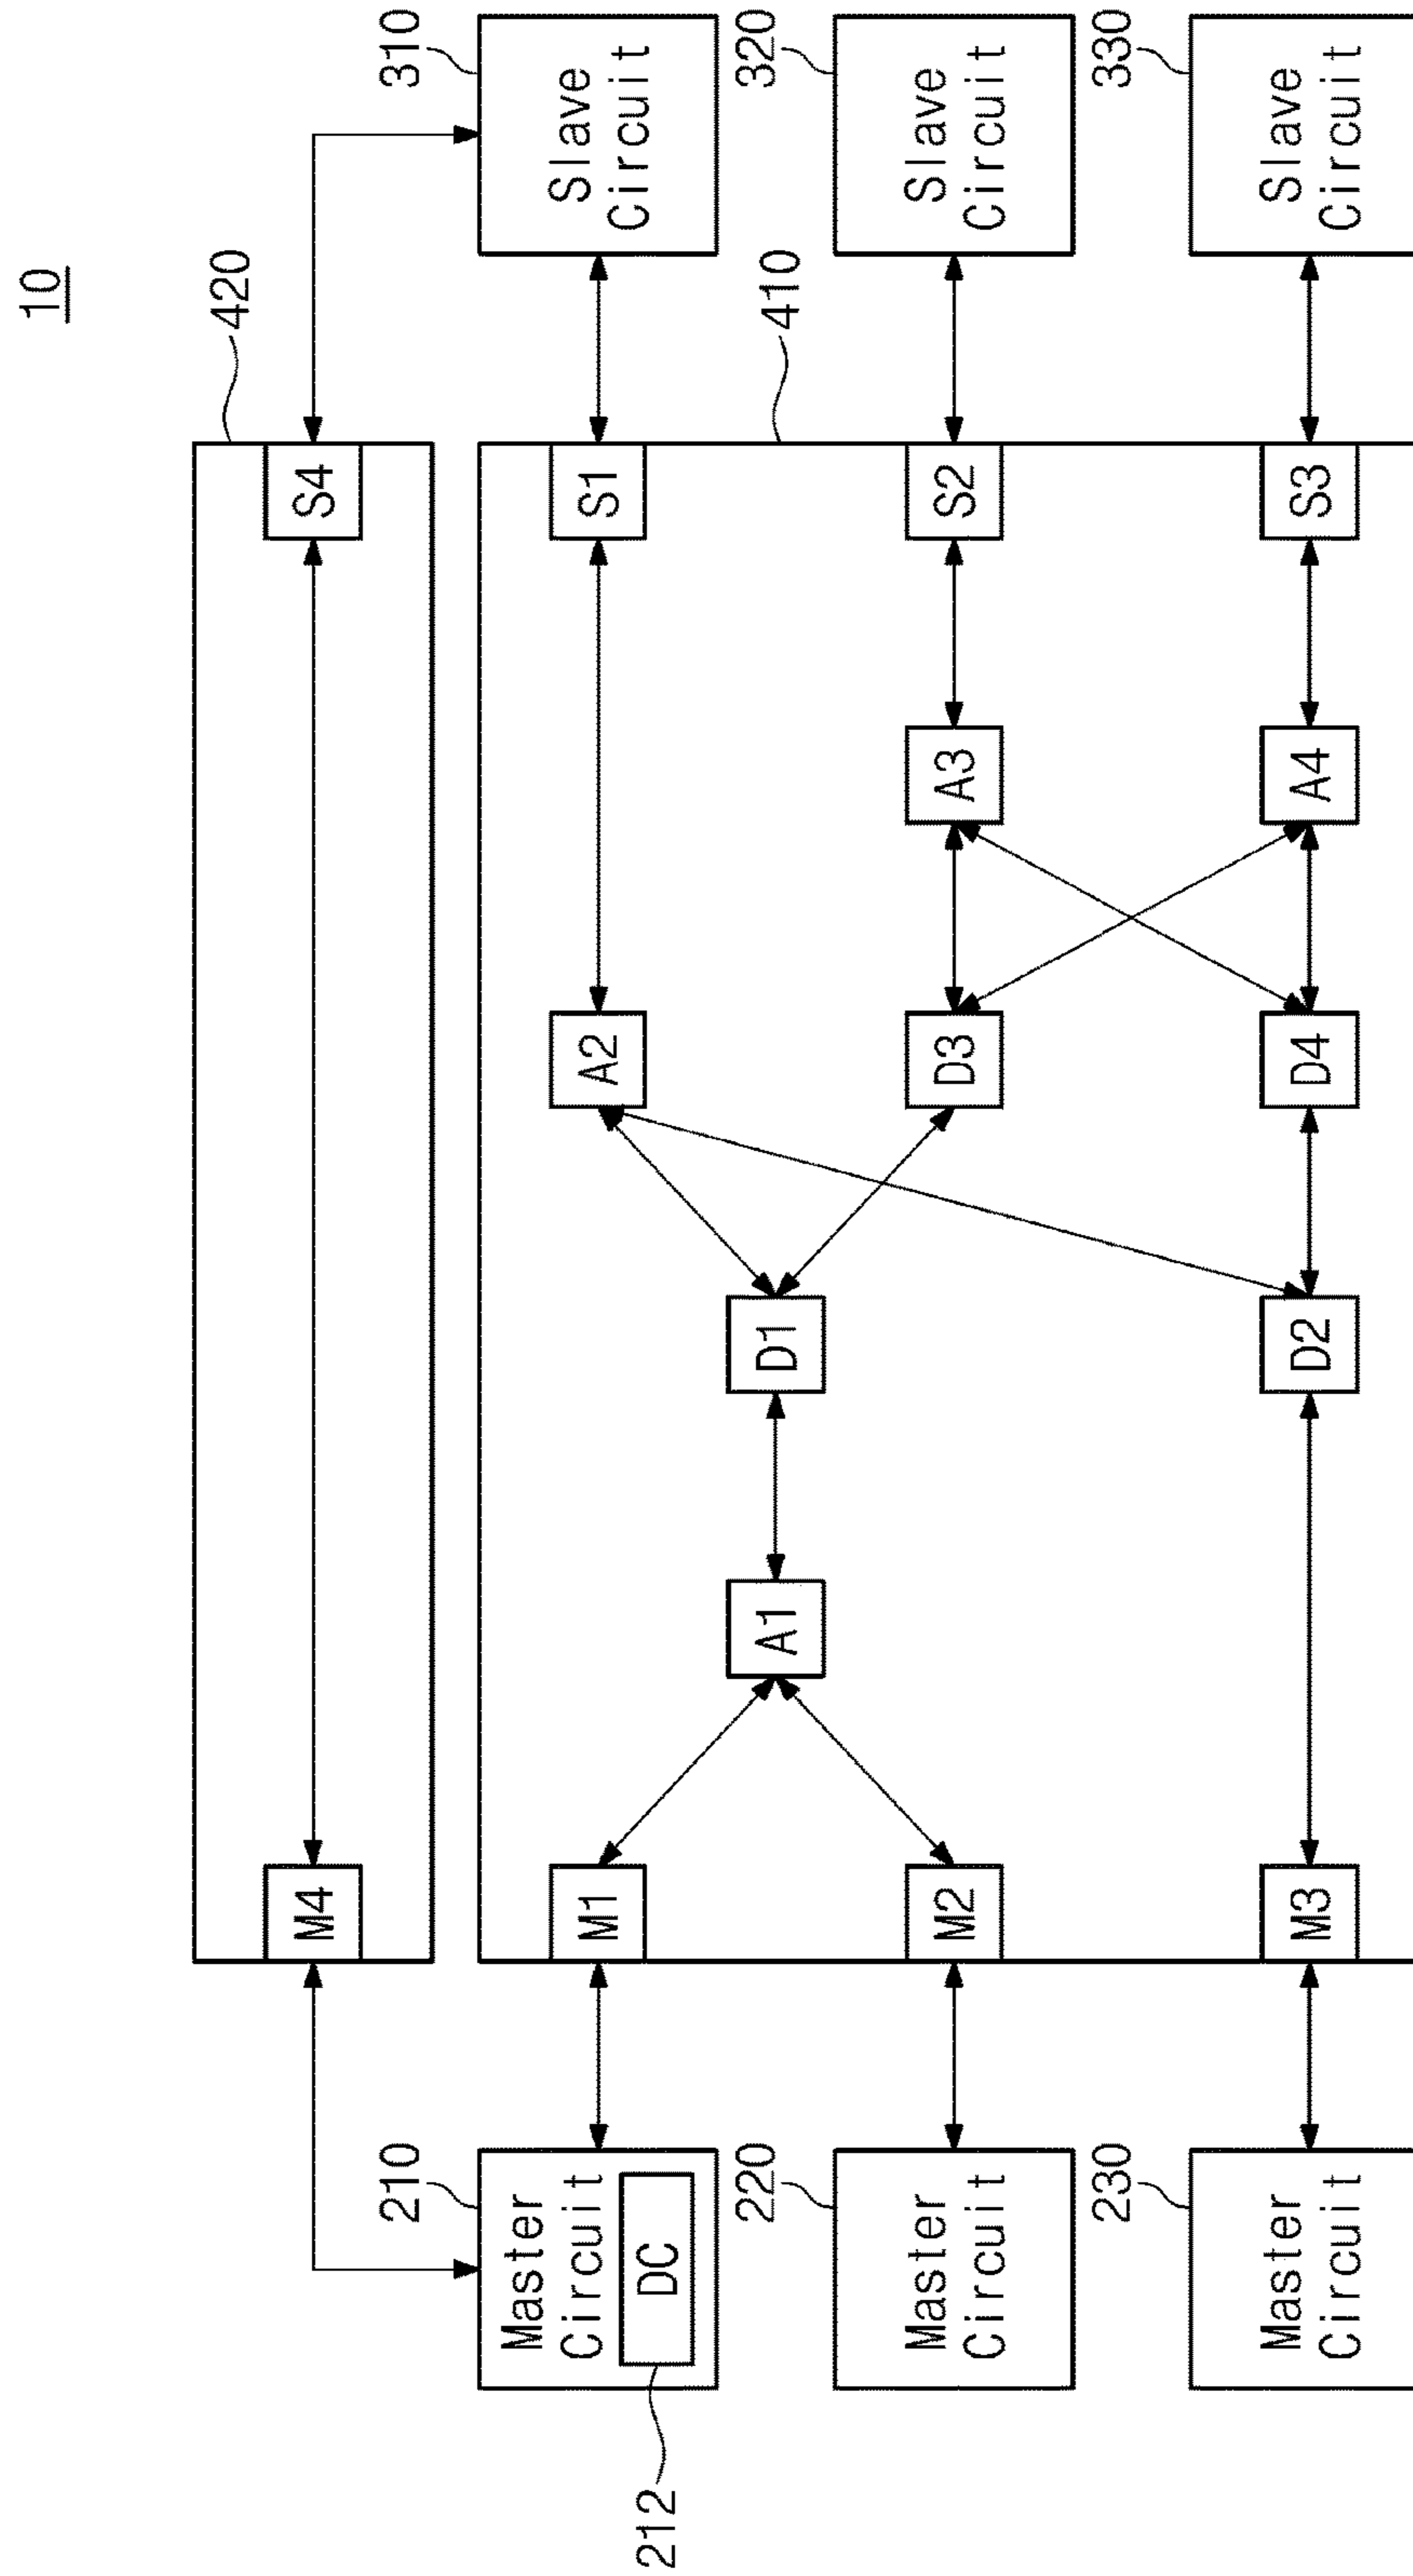 10
420
M4
S4
210
Master
Circuit
DC
212
M1
A1
D1
A2
S1
310
Slave
Circuit
410
220
Master
Circuit
M2
D3
A3
S2
320
Slave
Circuit
230
Master
Circuit
M3
D2
D4
A4
S3
330
Slave
Circuit